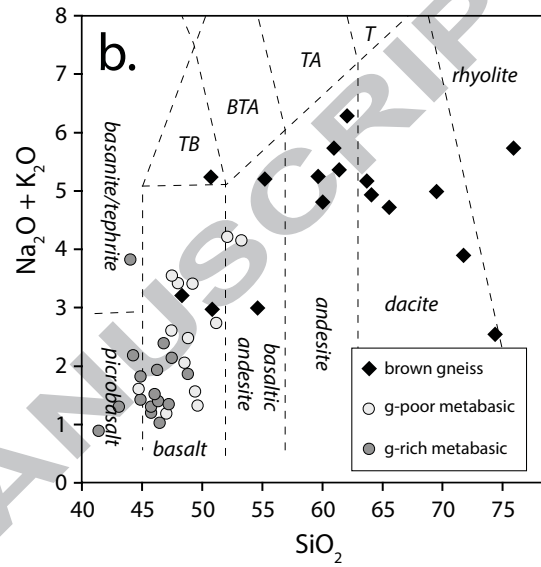 b.
8
7
6
5
4
3
2
1
0
Na2O + K2O
T
TA
rhyolite
BTA
TB
basanite/tephrite
picrobasalt
basalt
basaltic
andesite
andesite
dacite
brown gneiss
g-poor metabasic
g-rich metabasic
40
45
50
55
60
65
70
75
SiO2
ANUSCRIP